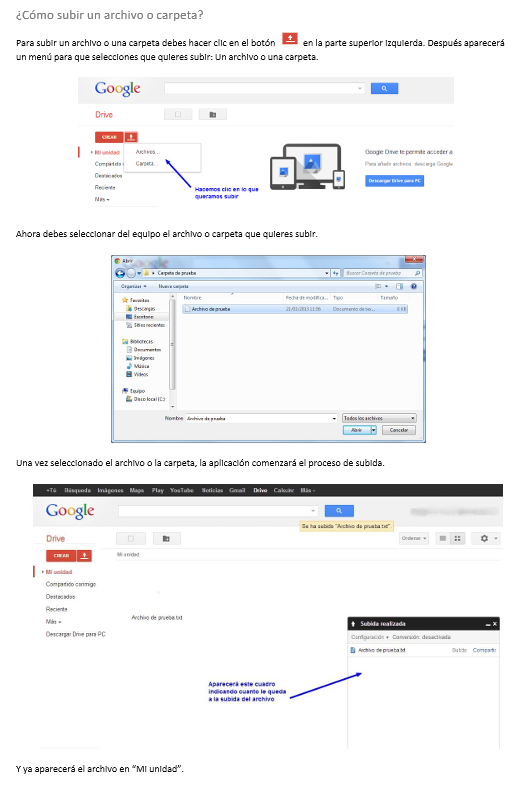 ¿Cómo subir un archivo o carpeta?
Para subir un archivo o una carpeta debes hacer clic en el botón en la parte superior izquierda. Después aparecerá
un menú para que selecciones que quieres subir: Un archivo o una carpeta.
Google
Drive
CREAR
Mi unidad
Archivos...
Compartido
Carpeta...
Destacados
Reciente
Más
Hacemos clic en lo que
queramos subir
Google Drive te permite acceder a
Para añadir archivos, descarga Google
Descargar Drive para PC
Ahora debes seleccionar del equipo el archivo o carpeta que quieres subir.
Abrir
Carpeta de prueba
Buscar Carpeta de prueba
Organizar Nueva carpeta
Nombre Fecha de modifica... Tipo Tamaño
Archivo de prueba 21/01/2013 11:56 Documento de tex... 0 KB
Favoritos
Descargas
Escritorio
Sitios recientes
Bibliotecas
Documentos
Imágenes
Música
Vídeos
Equipo
Disco local (C:)
Nombre: Archivo de prueba
Todos los archivos
Abrir Cancelar
Una vez seleccionado el archivo o la carpeta, la aplicación comenzará el proceso de subida.
+Tú Búsqueda Imágenes Maps Play YouTube Noticias Gmail Drive Calendar Más
Google
Se ha subido "Archivo de prueba.txt".
Drive
Ordenar
CREAR
Mi unidad
Mi unidad
Compartido conmigo
Destacados
Reciente
Más
Descargar Drive para PC
Archivo de prueba.txt
Subida realizada
Configuración Conversión: desactivada
Archivo de prueba.txt Subido Compartir
Aparecerá este cuadro
indicando cuanto le queda
a la subida del archivo
Y ya aparecerá el archivo en "Mi unidad".